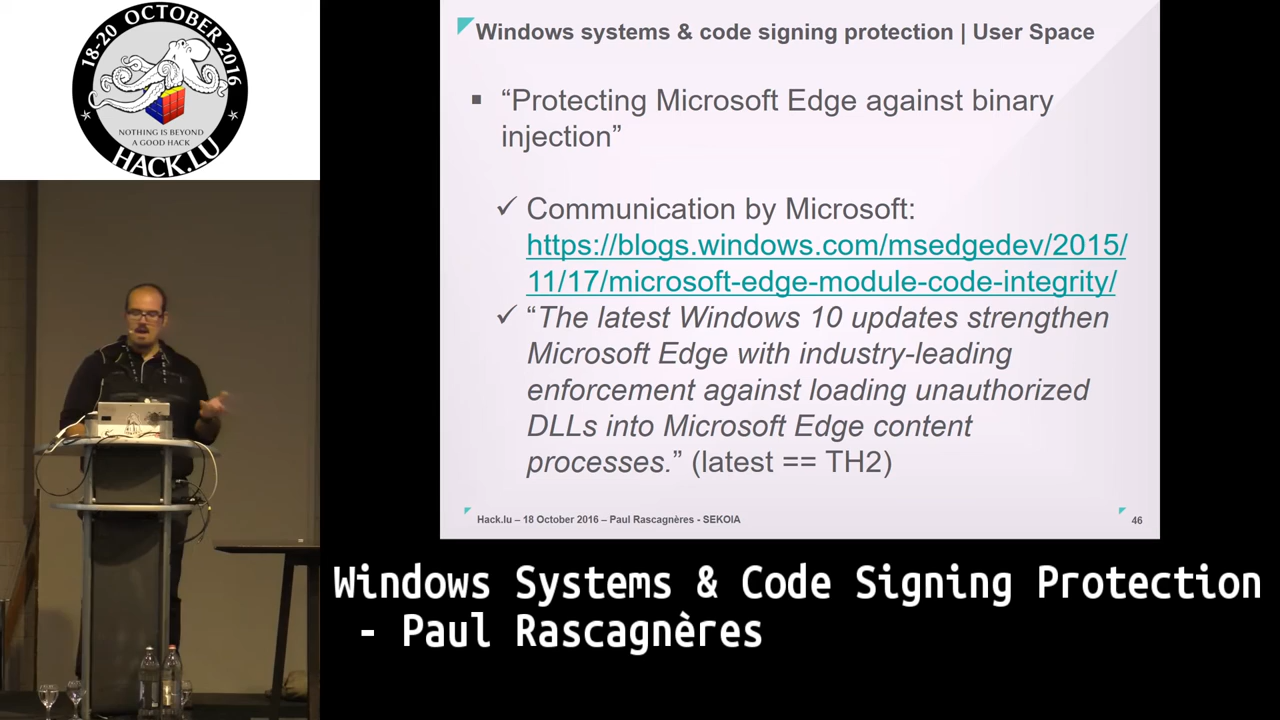 18-20 OCTOBER 2016
NOTHING IS BEYOND
A GOOD HACK
HACK.LU
Windows systems & code signing protection | User Space
▪ “Protecting Microsoft Edge against binary
injection”
✓ Communication by Microsoft:
https://blogs.windows.com/msedgedev/2015/
11/17/microsoft-edge-module-code-integrity/
✓ “The latest Windows 10 updates strengthen
Microsoft Edge with industry-leading
enforcement against loading unauthorized
DLLs into Microsoft Edge content
processes.” (latest == TH2)
Hack.lu – 18 October 2016 – Paul Rascagnères - SEKOIA
46
Windows Systems & Code Signing Protection
- Paul Rascagnères